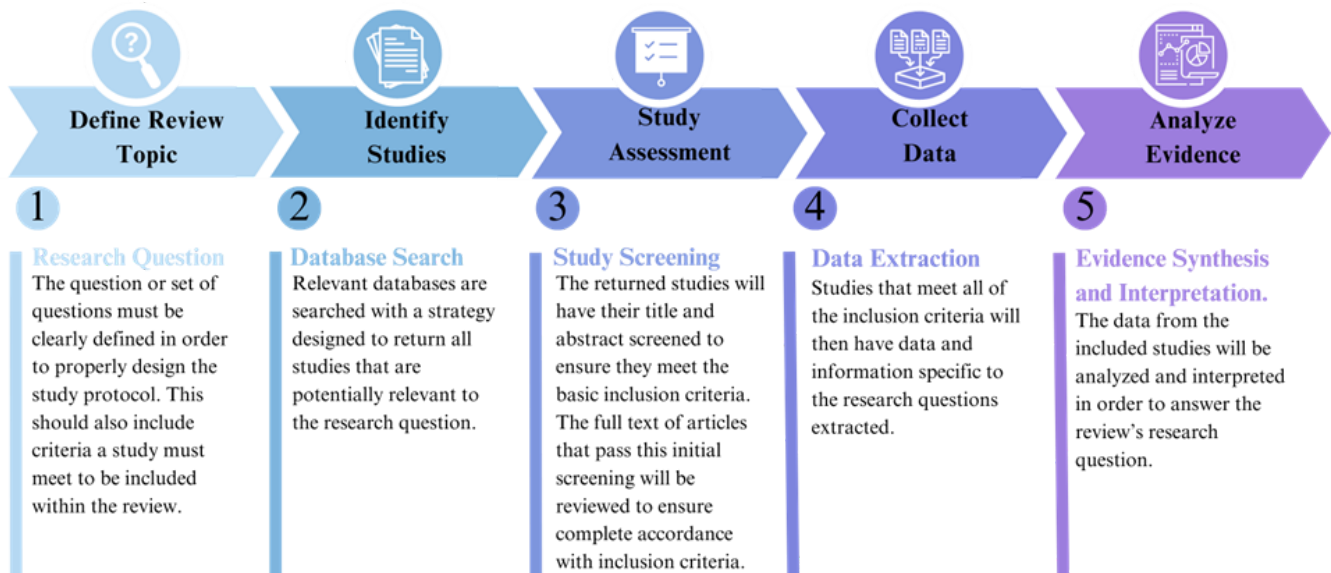 Define Review
Topic
Identify
Studies
Study
Assessment
Collect
Data
Analyze
Evidence
1
Research Question
The question or set of
questions must be
clearly defined in order
to properly design the
study protocol. This
should also include
criteria a study must
meet to be included
within the review.
2
Database Search
Relevant databases are
searched with a strategy
designed to return all
studies that are
potentially relevant to
the research question.
3
Study Screening
The returned studies will
have their title and
abstract screened to
ensure they meet the
basic inclusion criteria.
The full text of articles
that pass this initial
screening will be
reviewed to ensure
complete accordance
with inclusion criteria.
4
Data Extraction
Studies that meet all of
the inclusion criteria will
then have data and
information specific to
the research questions
extracted.
5
Evidence Synthesis
and Interpretation.
The data from the
included studies will be
analyzed and interpreted
in order to answer the
review's research
question.